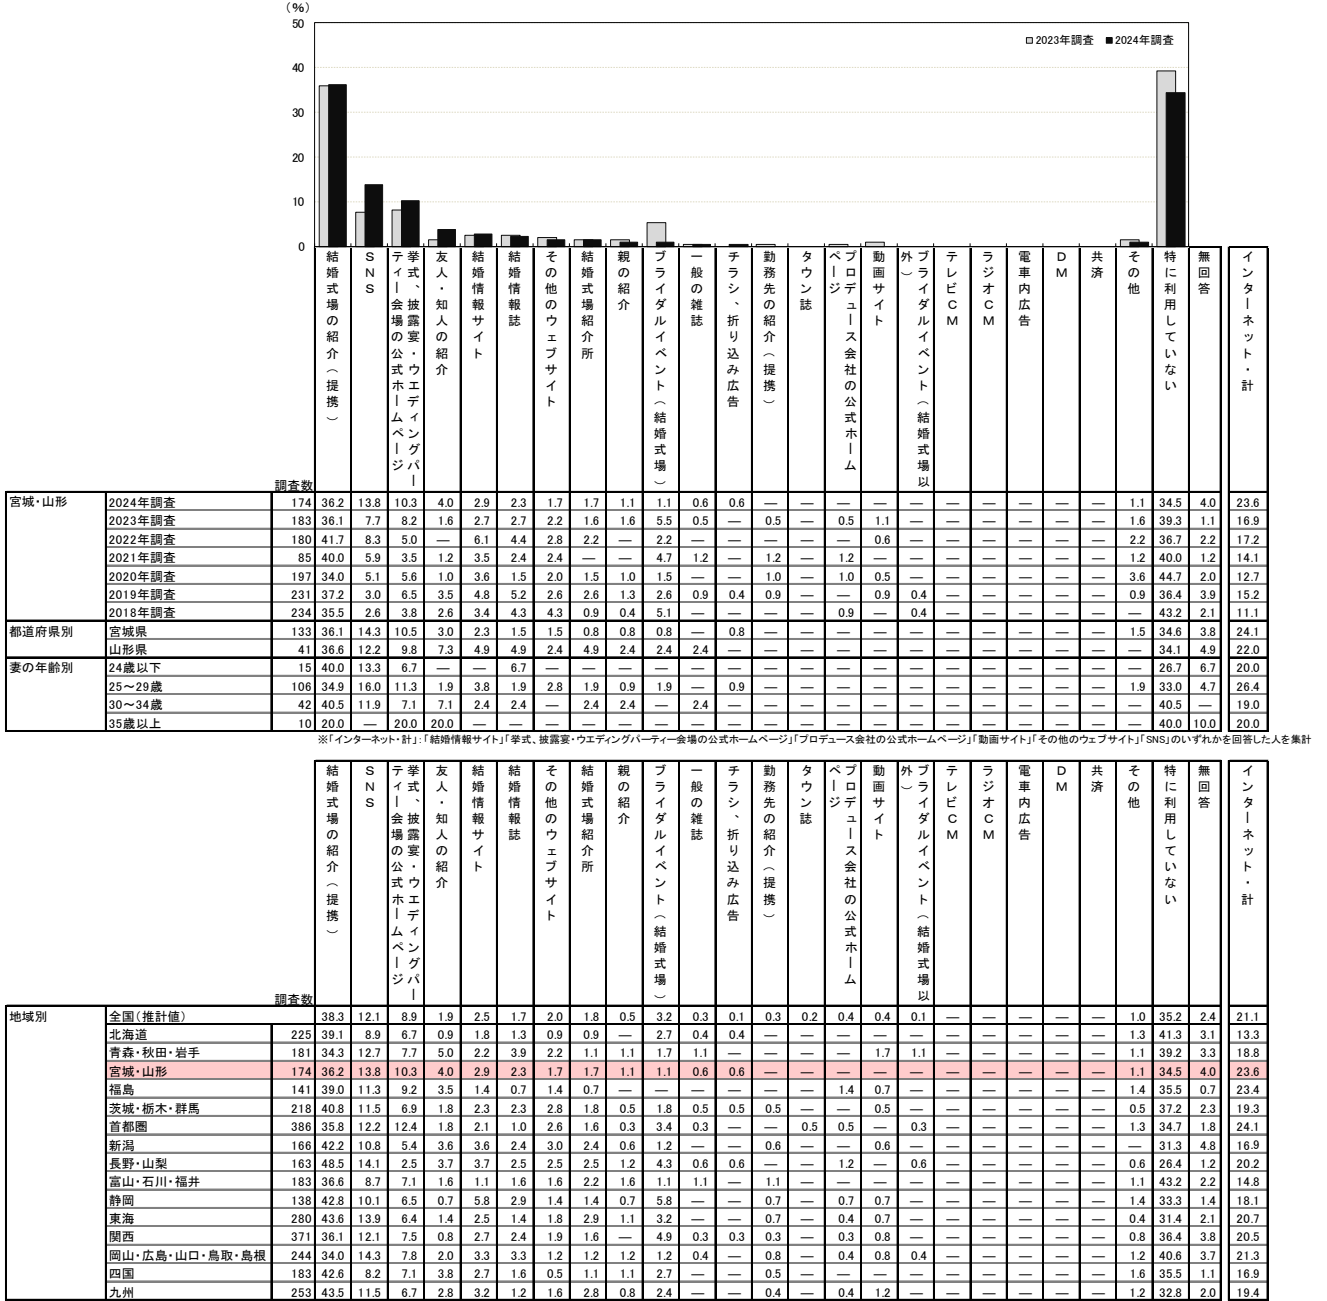 (%)
50
40
30
20
10
0
□2023年調査 ■2024年調査
調査数
結婚式場の紹介(提携)
SNS
挙式、披露宴・ウエディングパーティー会場の公式ホームページ
友人・知人の紹介
結婚情報サイト
結婚情報誌
その他のウェブサイト
結婚式場紹介所
親の紹介
ブライダルイベント(結婚式場)
一般の雑誌
チラシ、折り込み広告
勤務先の紹介(提携)
タウン誌
プロデュース会社の公式ホームページ
動画サイト
ブライダルイベント(結婚式場以外)
テレビCM
ラジオCM
電車内広告
DM
共済
その他
特に利用していない
無回答
インターネット・計
宮城・山形 2024年調査 174 36.2 13.8 10.3 4.0 2.9 2.3 1.7 1.7 1.1 1.1 0.6 0.6 — — — — — — — — — — 1.1 34.5 4.0 23.6
2023年調査 183 36.1 7.7 8.2 1.6 2.7 2.7 2.2 1.6 1.6 5.5 0.5 — 0.5 — 0.5 1.1 — — — — — — 1.6 39.3 1.1 16.9
2022年調査 180 41.7 8.3 5.0 — 6.1 4.4 2.8 2.2 — 2.2 — — — — — 0.6 — — — — — — 2.2 36.7 2.2 17.2
2021年調査 85 40.0 5.9 3.5 1.2 3.5 2.4 2.4 — — 4.7 1.2 — 1.2 — 1.2 — — — — — — — 1.2 40.0 1.2 14.1
2020年調査 197 34.0 5.1 5.6 1.0 3.6 1.5 2.0 1.5 1.0 1.5 — — 1.0 — 1.0 0.5 — — — — — — 3.6 44.7 2.0 12.7
2019年調査 231 37.2 3.0 6.5 3.5 4.8 5.2 2.6 2.6 1.3 2.6 0.9 0.4 0.9 — — 0.9 0.4 — — — — — 0.9 36.4 3.9 15.2
2018年調査 234 35.5 2.6 3.8 2.6 3.4 4.3 4.3 0.9 0.4 5.1 — — — — 0.9 — 0.4 — — — — — — 43.2 2.1 11.1
都道府県別 宮城県 133 36.1 14.3 10.5 3.0 2.3 1.5 1.5 0.8 0.8 0.8 — 0.8 — — — — — — — — — — 1.5 34.6 3.8 24.1
山形県 41 36.6 12.2 9.8 7.3 4.9 4.9 2.4 4.9 2.4 2.4 2.4 — — — — — — — — — — — — 34.1 4.9 22.0
妻の年齢別 24歳以下 15 40.0 13.3 6.7 — — 6.7 — — — — — — — — — — — — — — — — — 26.7 6.7 20.0
25~29歳 106 34.9 16.0 11.3 1.9 3.8 1.9 2.8 1.9 0.9 1.9 — 0.9 — — — — — — — — — — 1.9 33.0 4.7 26.4
30~34歳 42 40.5 11.9 7.1 7.1 2.4 2.4 — 2.4 2.4 — 2.4 — — — — — — — — — — — — 40.5 — 19.0
35歳以上 10 20.0 — 20.0 20.0 — — — — — — — — — — — — — — — — — — — 40.0 10.0 20.0
※「インターネット・計」:「結婚情報サイト」「挙式、披露宴・ウエディングパーティー会場の公式ホームページ」「プロデュース会社の公式ホームページ」「動画サイト」「その他のウェブサイト」「SNS」のいずれかを回答した人を集計
調査数
結婚式場の紹介(提携)
SNS
挙式、披露宴・ウエディングパーティー会場の公式ホームページ
友人・知人の紹介
結婚情報サイト
結婚情報誌
その他のウェブサイト
結婚式場紹介所
親の紹介
ブライダルイベント(結婚式場)
一般の雑誌
チラシ、折り込み広告
勤務先の紹介(提携)
タウン誌
プロデュース会社の公式ホームページ
動画サイト
ブライダルイベント(結婚式場以外)
テレビCM
ラジオCM
電車内広告
DM
共済
その他
特に利用していない
無回答
インターネット・計
地域別 全国(推計値) 38.3 12.1 8.9 1.9 2.5 1.7 2.0 1.8 0.5 3.2 0.3 0.1 0.3 0.2 0.4 0.4 0.1 — — — — — 1.0 35.2 2.4 21.1
北海道 225 39.1 8.9 6.7 0.9 1.8 1.3 0.9 0.9 — 2.7 0.4 0.4 — — — — — — — — — — 1.3 41.3 3.1 13.3
青森・秋田・岩手 181 34.3 12.7 7.7 5.0 2.2 3.9 2.2 1.1 1.1 1.7 1.1 — — — — 1.7 1.1 — — — — — 1.1 39.2 3.3 18.8
宮城・山形 174 36.2 13.8 10.3 4.0 2.9 2.3 1.7 1.7 1.1 1.1 0.6 0.6 — — — — — — — — — — 1.1 34.5 4.0 23.6
福島 141 39.0 11.3 9.2 3.5 1.4 0.7 1.4 0.7 — — — — — — 1.4 0.7 — — — — — — 1.4 35.5 0.7 23.4
茨城・栃木・群馬 218 40.8 11.5 6.9 1.8 2.3 2.3 2.8 1.8 0.5 1.8 0.5 0.5 0.5 — — 0.5 — — — — — — 0.5 37.2 2.3 19.3
首都圏 386 35.8 12.2 12.4 1.8 2.1 1.0 2.6 1.6 0.3 3.4 0.3 — — 0.5 0.5 — 0.3 — — — — — 1.3 34.7 1.8 24.1
新潟 166 42.2 10.8 5.4 3.6 3.6 2.4 3.0 2.4 0.6 1.2 — — 0.6 — — 0.6 — — — — — — — 31.3 4.8 16.9
長野・山梨 163 48.5 14.1 2.5 3.7 3.7 2.5 2.5 2.5 1.2 4.3 0.6 0.6 — — 1.2 — 0.6 — — — — — 0.6 26.4 1.2 20.2
富山・石川・福井 183 36.6 8.7 7.1 1.6 1.1 1.6 1.6 2.2 1.6 1.1 1.1 — 1.1 — — — — — — — — — 1.1 43.2 2.2 14.8
静岡 138 42.8 10.1 6.5 0.7 5.8 2.9 1.4 1.4 0.7 5.8 — — 0.7 — 0.7 0.7 — — — — — — 1.4 33.3 1.4 18.1
東海 280 43.6 13.9 6.4 1.4 2.5 1.4 1.8 2.9 1.1 3.2 — — 0.7 — 0.4 0.7 — — — — — — 0.4 31.4 2.1 20.7
関西 371 36.1 12.1 7.5 0.8 2.7 2.4 1.9 1.6 — 4.9 0.3 0.3 0.3 — 0.3 0.8 — — — — — — 0.8 36.4 3.8 20.5
岡山・広島・山口・鳥取・島根 244 34.0 14.3 7.8 2.0 3.3 3.3 1.2 1.2 1.2 1.2 0.4 — 0.8 — 0.4 0.8 0.4 — — — — — 1.2 40.6 3.7 21.3
四国 183 42.6 8.2 7.1 3.8 2.7 1.6 0.5 1.1 1.1 2.7 — — 0.5 — — — — — — — — — 1.6 35.5 1.1 16.9
九州 253 43.5 11.5 6.7 2.8 3.2 1.2 1.6 2.8 0.8 2.4 — — 0.4 — 0.4 1.2 — — — — — — 1.2 32.8 2.0 19.4